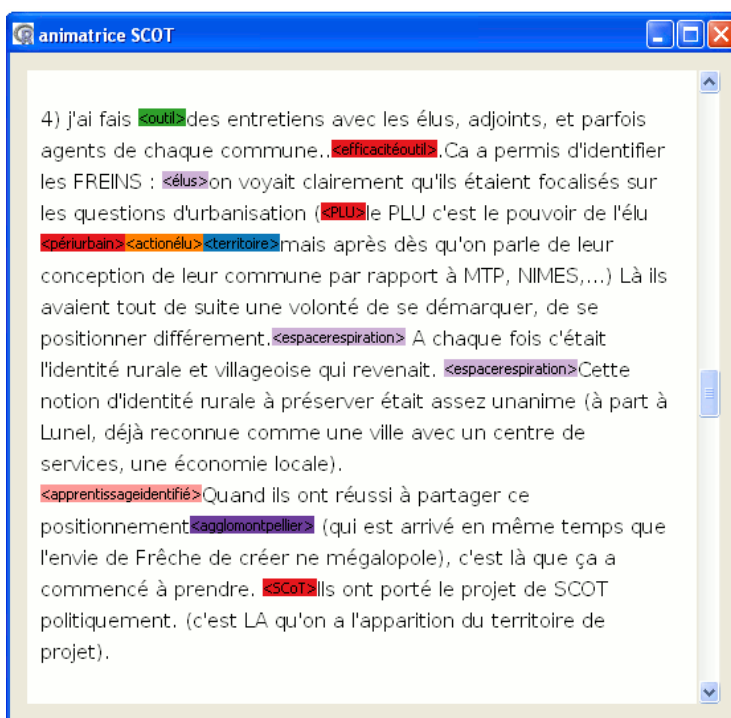 animatrice SCOT
4) j'ai fais <outil>des entretiens avec les élus, adjoints, et parfois
agents de chaque commune..<efficacitéoutil>.Ca a permis d'identifier
les FREINS : <élus>on voyait clairement qu'ils étaient focalisés sur
les questions d'urbanisation (<PLU>le PLU c'est le pouvoir de l'élu
<périurbain><actionélu><territoire>mais après dès qu'on parle de leur
conception de leur commune par rapport à MTP, NIMES,...) Là ils
avaient tout de suite une volonté de se démarquer, de se
positionner différement.<espacerespiration> A chaque fois c'était
l'identité rurale et villageoise qui revenait. <espacerespiration>Cette
notion d'identité rurale à préserver était assez unanime (à part à
Lunel, déjà reconnue comme une ville avec un centre de
services, une économie locale).
<apprentissageidentifié>Quand ils ont réussi à partager ce
positionnement<agglomontpellier> (qui est arrivé en même temps que
l'envie de Frêche de créer ne mégalopole), c'est là que ça a
commencé à prendre. <SCoT>Ils ont porté le projet de SCOT
politiquement. (c'est LA qu'on a l'apparition du territoire de
projet).